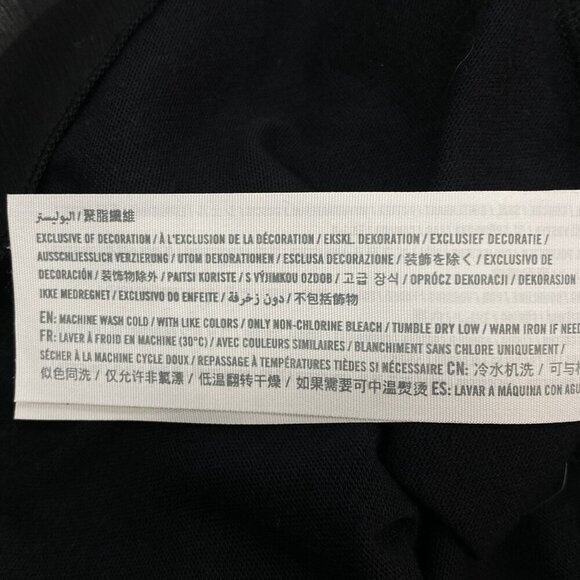 البوليستر / 聚脂纖維
EXCLUSIVE OF DECORATION / À L'EXCLUSION DE LA DÉCORATION / EKSKL. DEKORATION / EXCLUSIEF DECORATIE /
AUSSCHLIESSLICH VERZIERUNG / UTOM DEKORATIONEN / ESCLUSA DECORAZIONE / 装飾を除く / EXCLUSIVO DE
DECORACIÓN / 装饰物除外 / PAITSI KORISTE / S VÝJIMKOU OZDOB / 고급 장식 / OPRÓCZ DEKORACJI / DEKORASJON
IKKE MEDREGNET / EXCLUSIVO DO ENFEITE / دون زخرفة / 不包括飾物
EN: MACHINE WASH COLD / WITH LIKE COLORS / ONLY NON-CHLORINE BLEACH / TUMBLE DRY LOW / WARM IRON IF NEED
FR: LAVER À FROID EN MACHINE (30°C) / AVEC COULEURS SIMILAIRES / BLANCHIMENT SANS CHLORE UNIQUEMENT /
SÉCHER À LA MACHINE CYCLE DOUX / REPASSAGE À TEMPÉRATURES TIÈDES SI NÉCESSAIRE CN: 冷水机洗 / 可与
似色同洗 / 仅允许非氯漂 / 低温翻转干燥 / 如果需要可中温熨烫 ES: LAVAR A MÁQUINA CON AGU